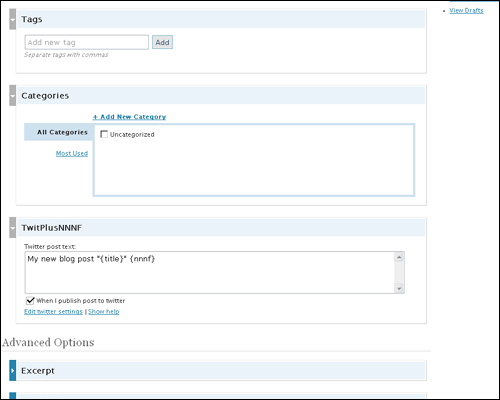 Tags
View Drafts
Add new tag
Add
Separate tags with commas
Categories
+ Add New Category
All Categories
Uncategorized
Most Used
TwitPlusNNNF
Twitter post text:
My new blog post "{title}" {nnnf}
When I publish post to twitter
Edit twitter settings | Show help
Advanced Options
Excerpt